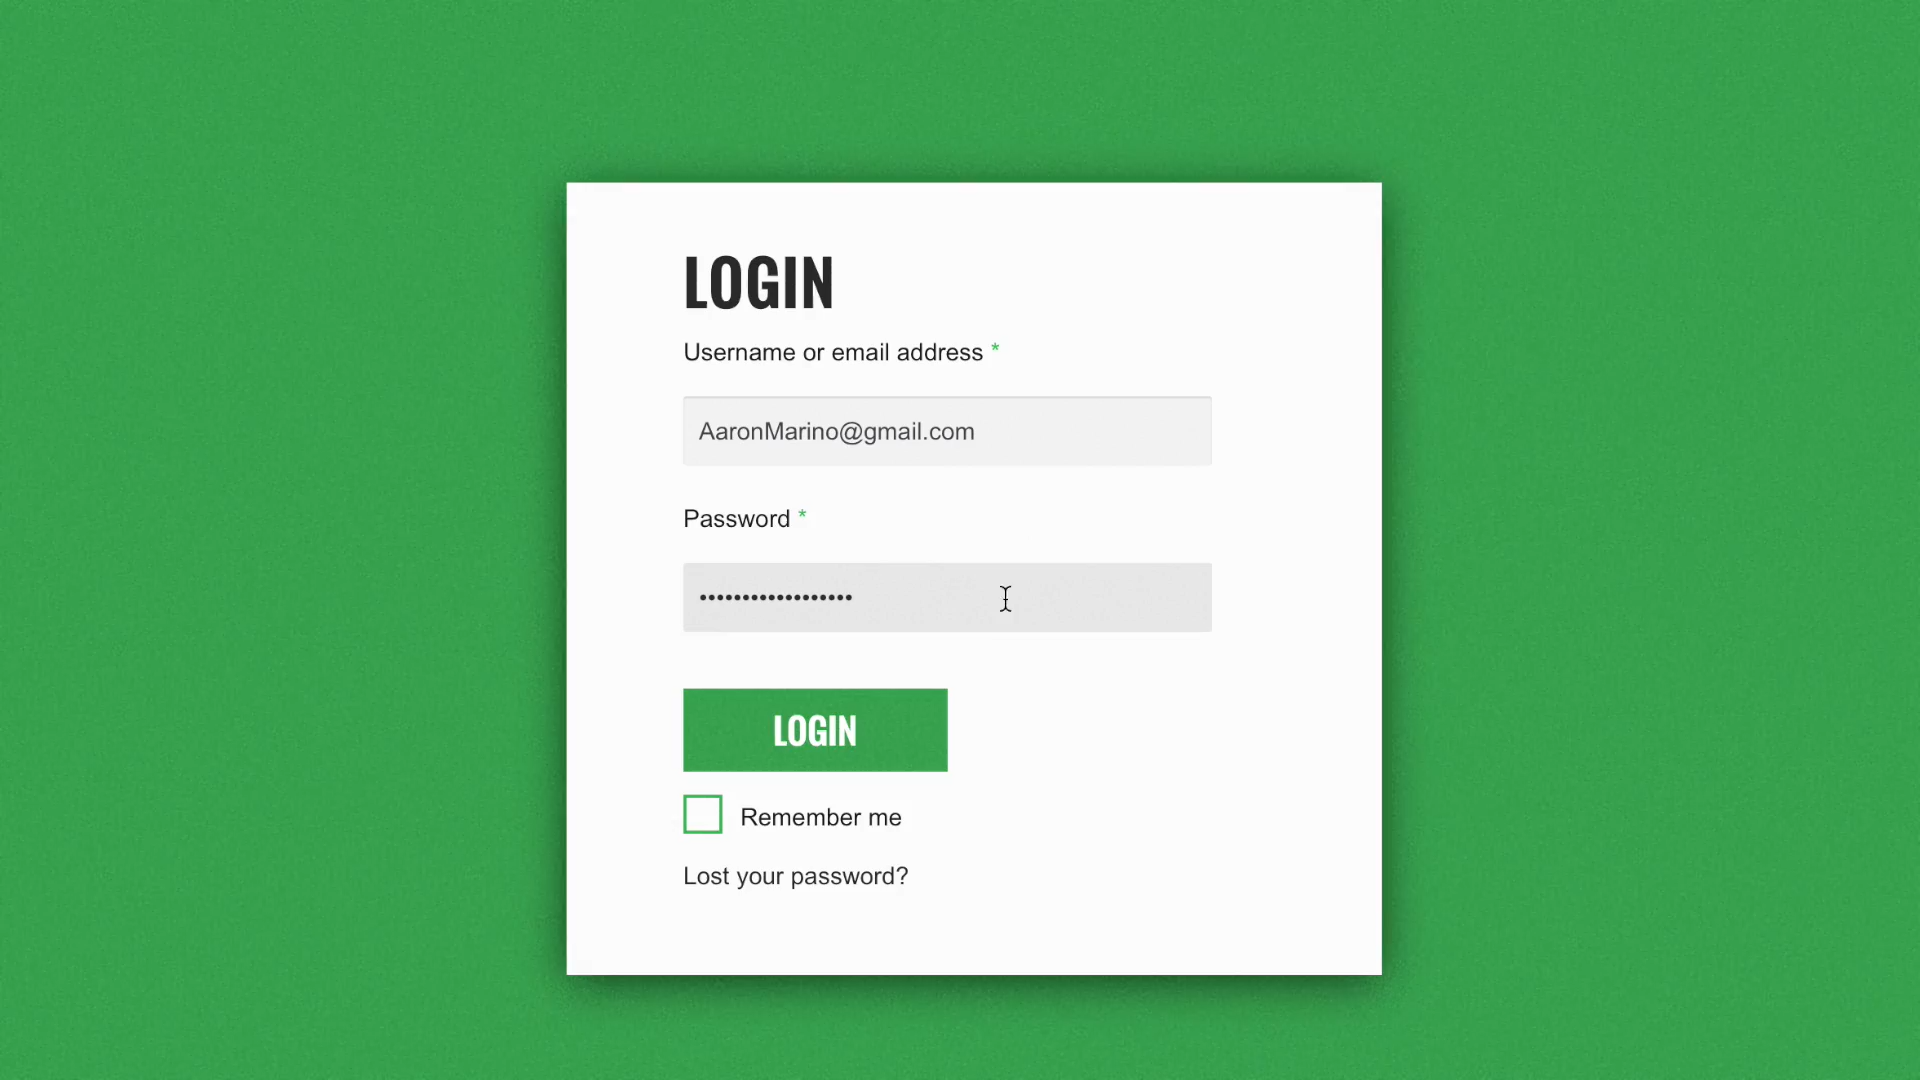 LOGIN
Username or email address *
AaronMarino@gmail.com
Password *
••••••••••••••••••
LOGIN
Remember me
Lost your password?